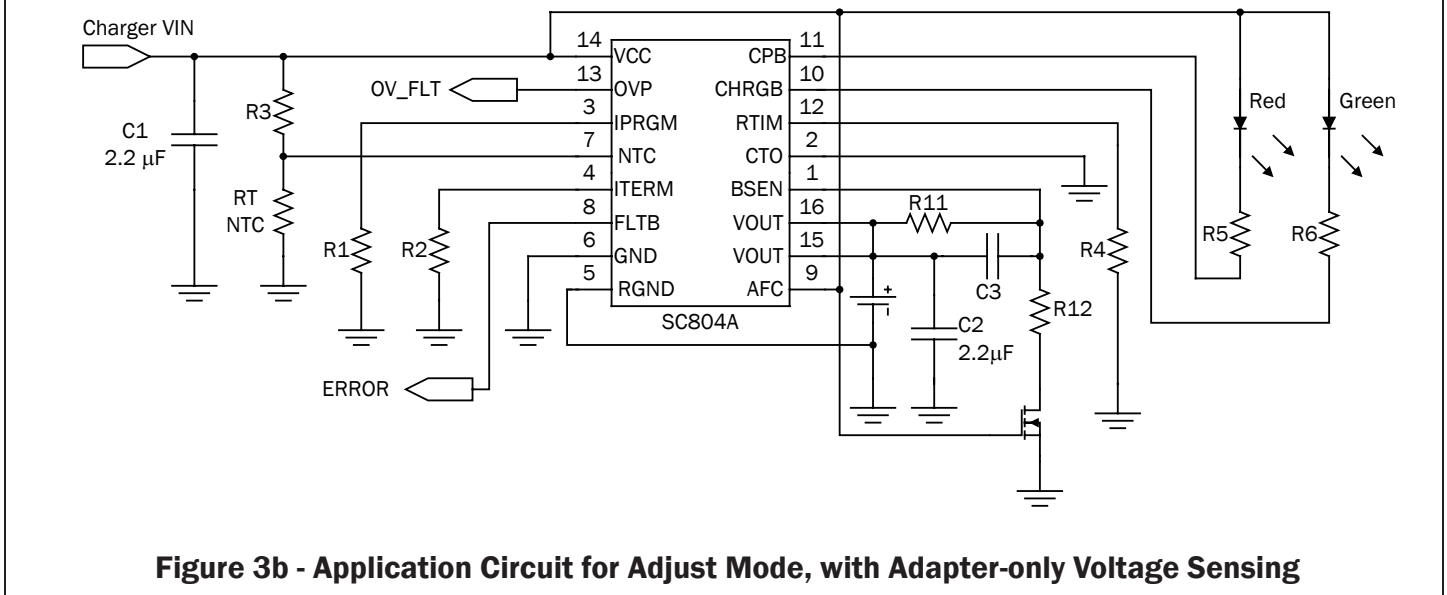 Charger VIN
C1
2.2 μF
R3
RT
NTC
OV_FLT
R1
R2
ERROR
14 VCC
13 OVP
3 IPRGM
7 NTC
4 ITERM
8 FLTB
6 GND
5 RGND
CPB 11
CHRGB 10
RTIM 12
CTO 2
BSEN 1
VOUT 16
VOUT 15
AFC 9
SC804A
R11
C3
+
C2
2.2μF
R12
R4
Red
Green
R5
R6
Figure 3b - Application Circuit for Adjust Mode, with Adapter-only Voltage Sensing